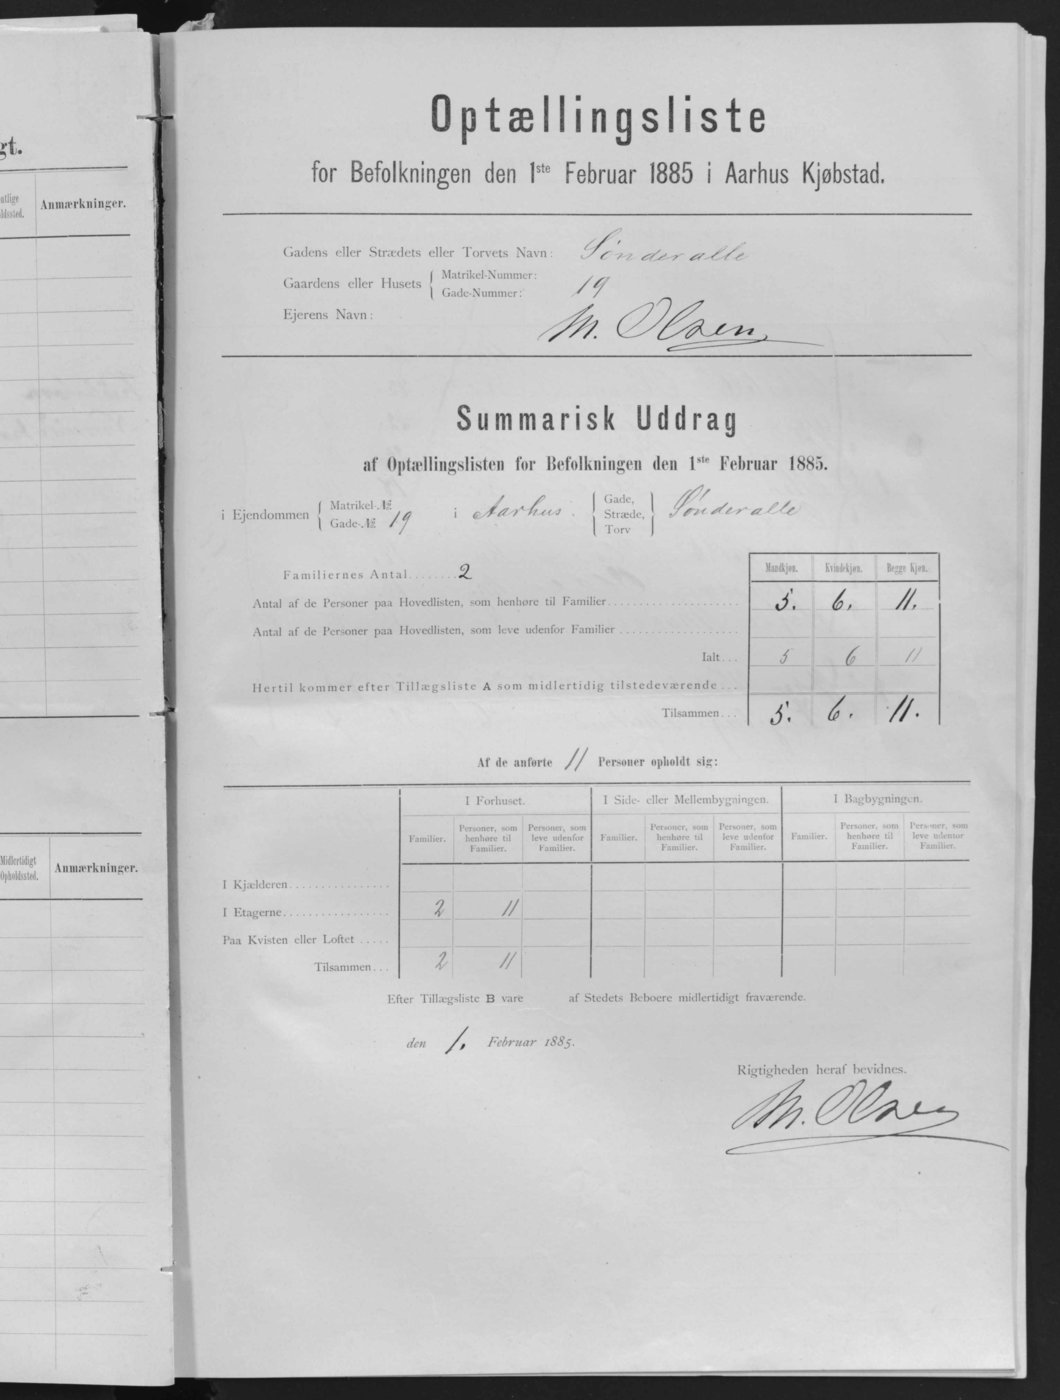 gt.
Anmærkninger.
Optællingsliste
for Befolkningen den 1ste Februar 1885 i Aarhus Kjøbstad.
Gadens eller Strædets eller Torvets Navn: Sønderalle
Gaardens eller Husets { Matrikel-Nummer:
Gade-Nummer: 19
Ejerens Navn: M. Olsen
Summarisk Uddrag
af Optællingslisten for Befolkningen den 1ste Februar 1885.
i Ejendommen { Matrikel-№ Gade-№ 19 i Aarhus. { Gade, Stræde, Torv } Sønderalle
Mandkjøn. Kvindekjøn. Begge Kjøn.
Familiernes Antal........ 2
Antal af de Personer paa Hovedlisten, som henhøre til Familier 5. 6. 11.
Antal af de Personer paa Hovedlisten, som leve udenfor Familier
Ialt... 5 6 11
Hertil kommer efter Tillægsliste A som midlertidig tilstedeværende...
Tilsammen... 5. 6. 11.
Af de anførte 11 Personer opholdt sig:
I Forhuset. I Side- eller Mellembygningen. I Bagbygningen.
Familier. Personer, som henhøre til Familier. Personer, som leve udenfor Familier. Familier. Personer, som henhøre til Familier. Personer, som leve udenfor Familier. Familier. Personer, som henhøre til Familier. Personer, som leve udenfor Familier.
I Kjælderen
I Etagerne 2 11
Paa Kvisten eller Loftet
Tilsammen... 2 11
Efter Tillægsliste B vare af Stedets Beboere midlertidigt fraværende.
den 1. Februar 1885.
Rigtigheden heraf bevidnes.
M. Olsen
Midlertidigt Opholdssted. Anmærkninger.